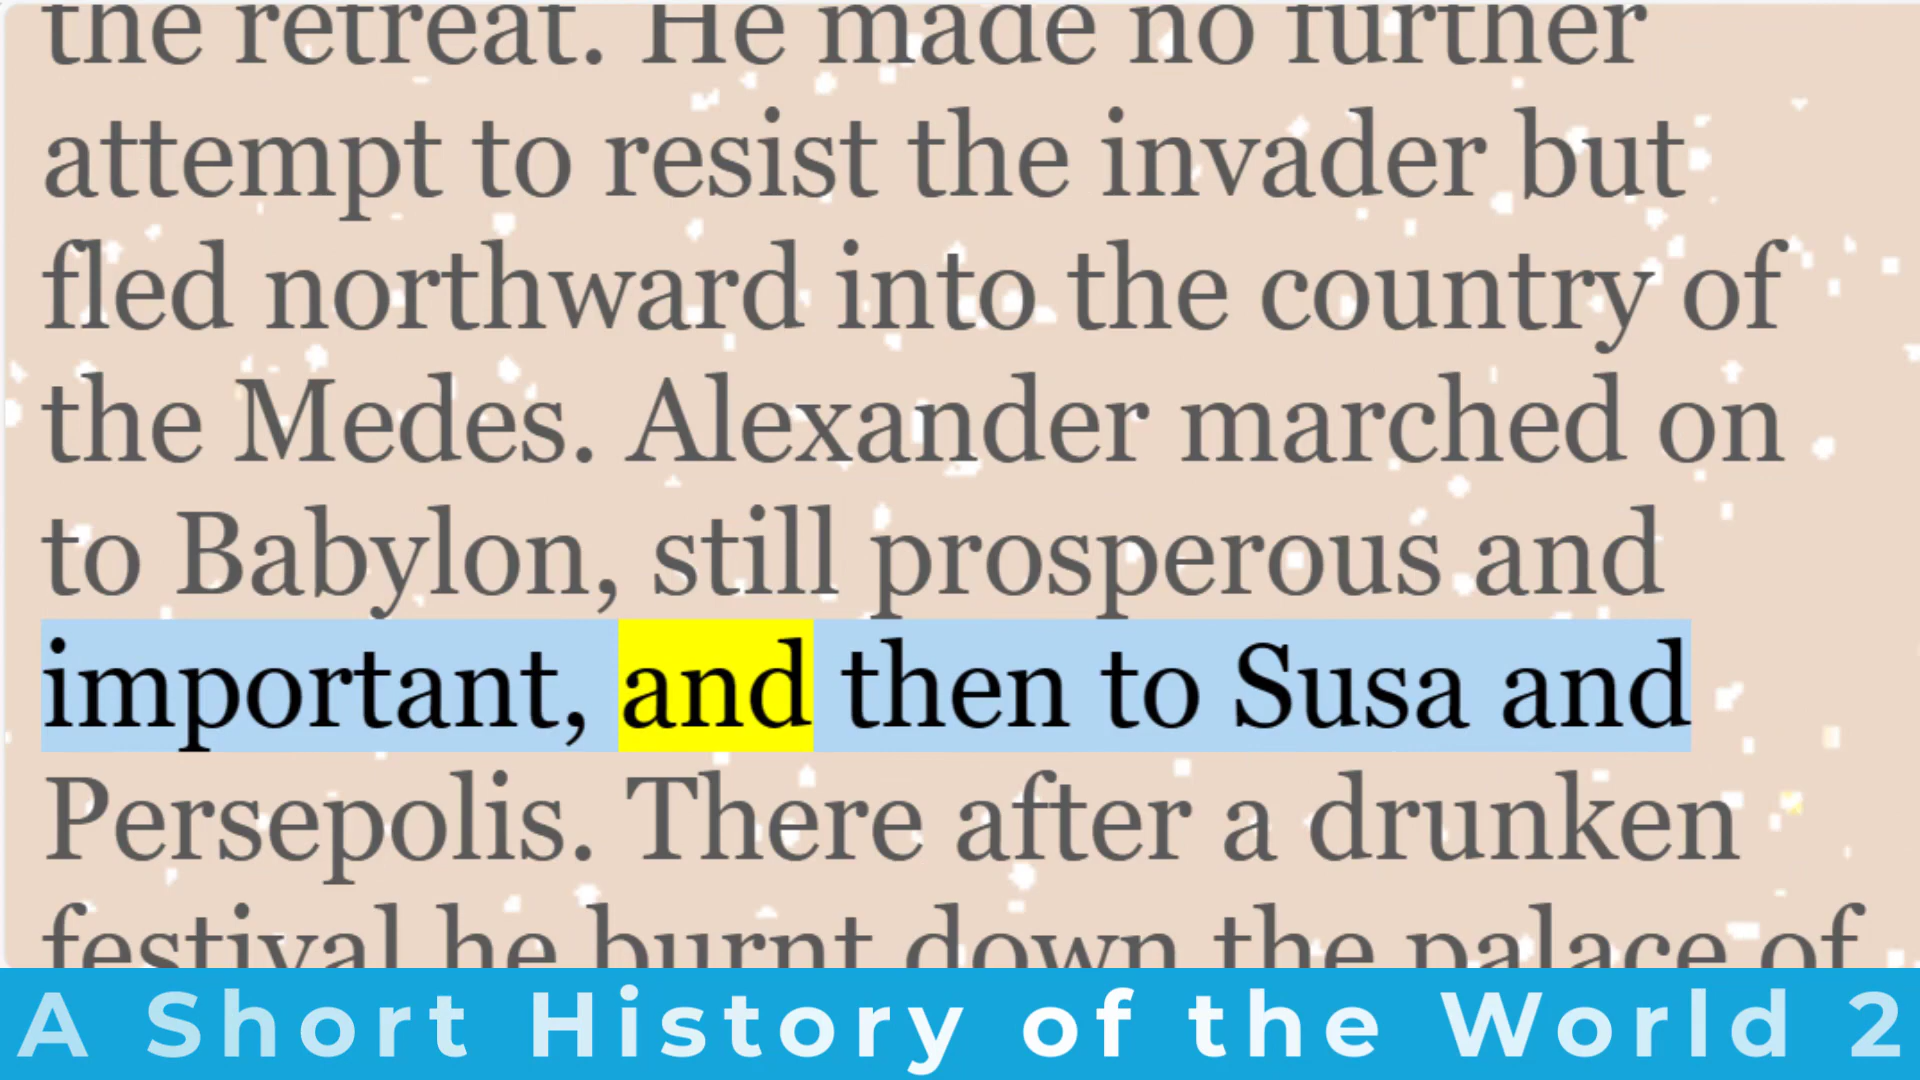 the retreat. He made no further
attempt to resist the invader but
fled northward into the country of
the Medes. Alexander marched on
to Babylon, still prosperous and
important, and then to Susa and
Persepolis. There after a drunken
festival he burnt down the palace of
A Short History of the World 2